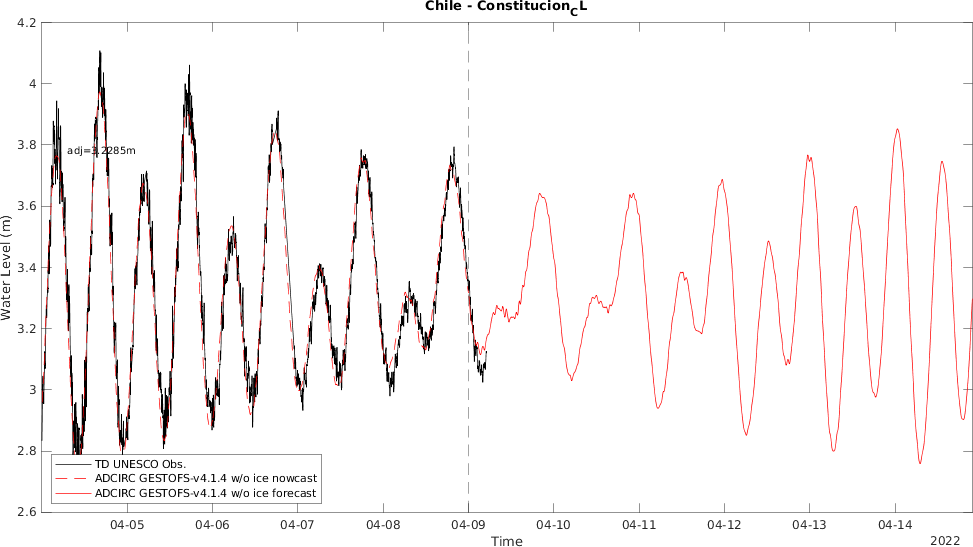 Chile - Constitucion_CL
4.2
4
3.8
3.6
3.4
3.2
3
2.8
2.6
Water Level (m)
adj=3.2285m
TD UNESCO Obs.
ADCIRC GESTOFS-v4.1.4 w/o ice nowcast
ADCIRC GESTOFS-v4.1.4 w/o ice forecast
04-05 04-06 04-07 04-08 04-09 04-10 04-11 04-12 04-13 04-14
Time
2022